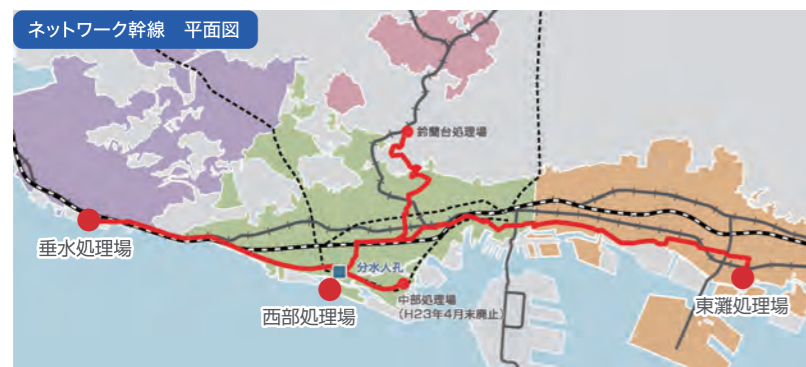 ネットワーク幹線　平面図
鈴蘭台処理場
垂水処理場
分水人孔
西部処理場
中部処理場
(H23年4月末廃止)
東灘処理場